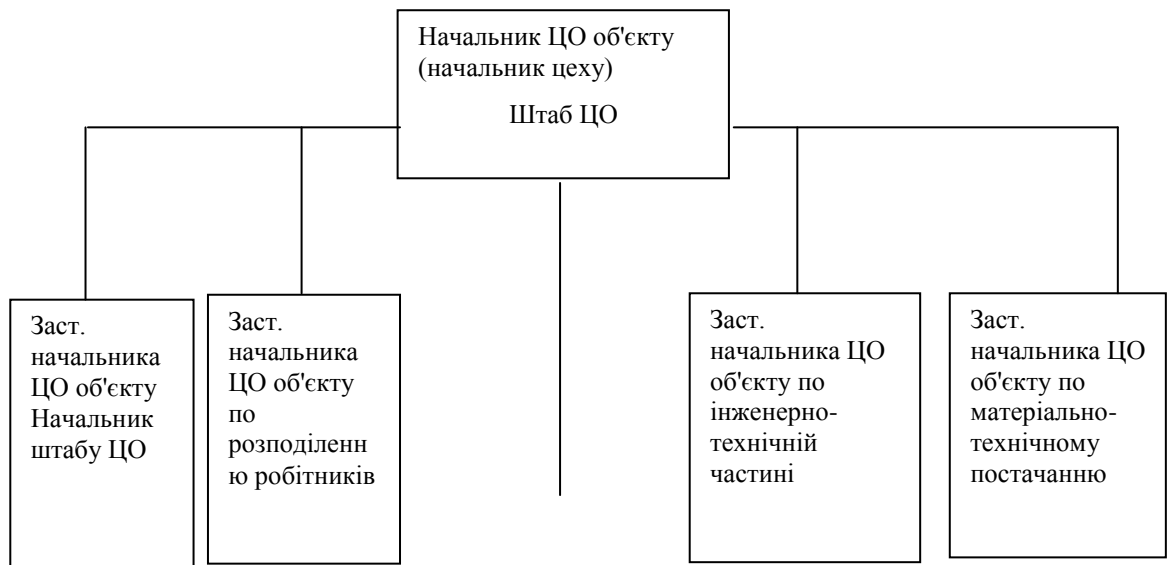 Начальник ЦО об'єкту
(начальник цеху)
Штаб ЦО
Заст.
начальника
ЦО об'єкту
Начальник
штабу ЦО
Заст.
начальника
ЦО об'єкту
по
розподіленн
ю робітників
Заст.
начальника ЦО
об'єкту по
інженерно-
технічній
частині
Заст.
начальника ЦО
об'єкту по
матеріально-
технічному
постачанню